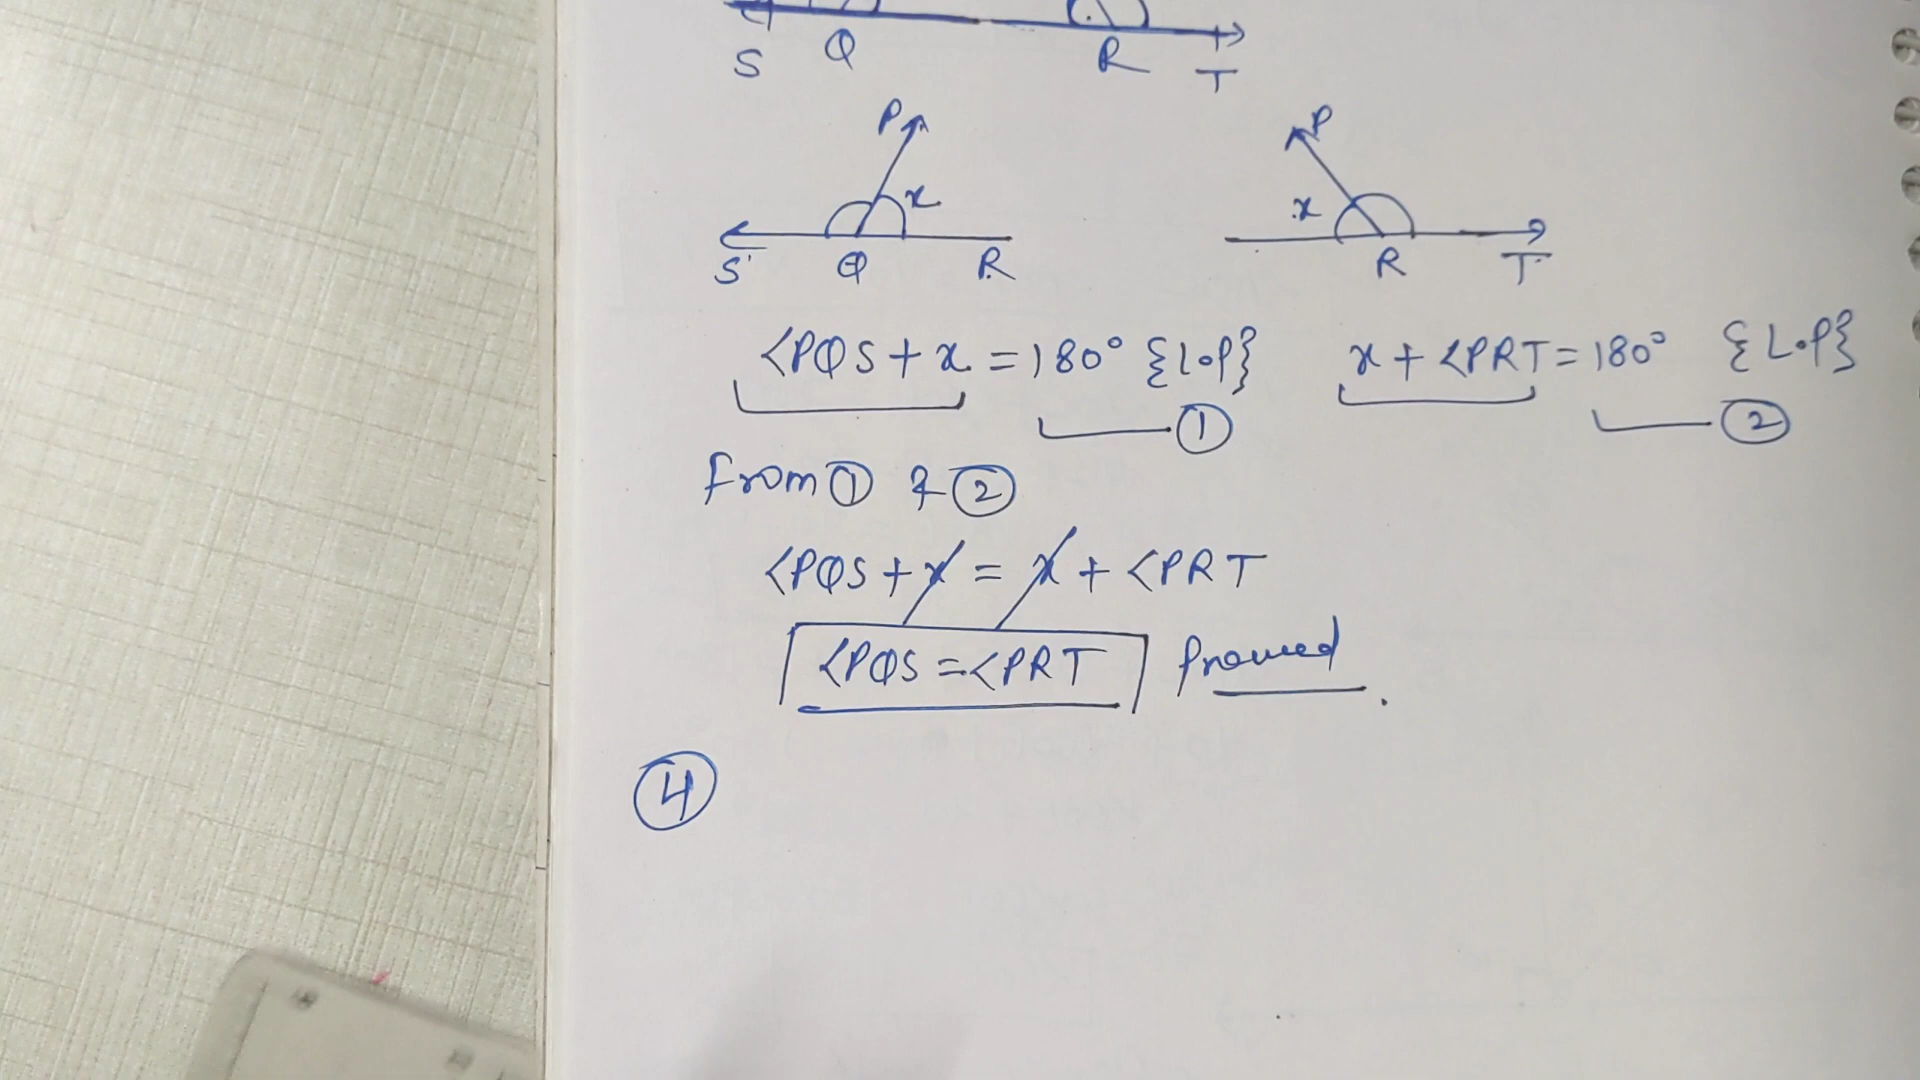 S Q R T
P P
x x
S Q R R T
<PQS + x = 180° {L.P} x + <PRT = 180° {L.P}
① ②
from ① & ②
<PQS + x = x + <PRT
<PQS = <PRT Proved
④